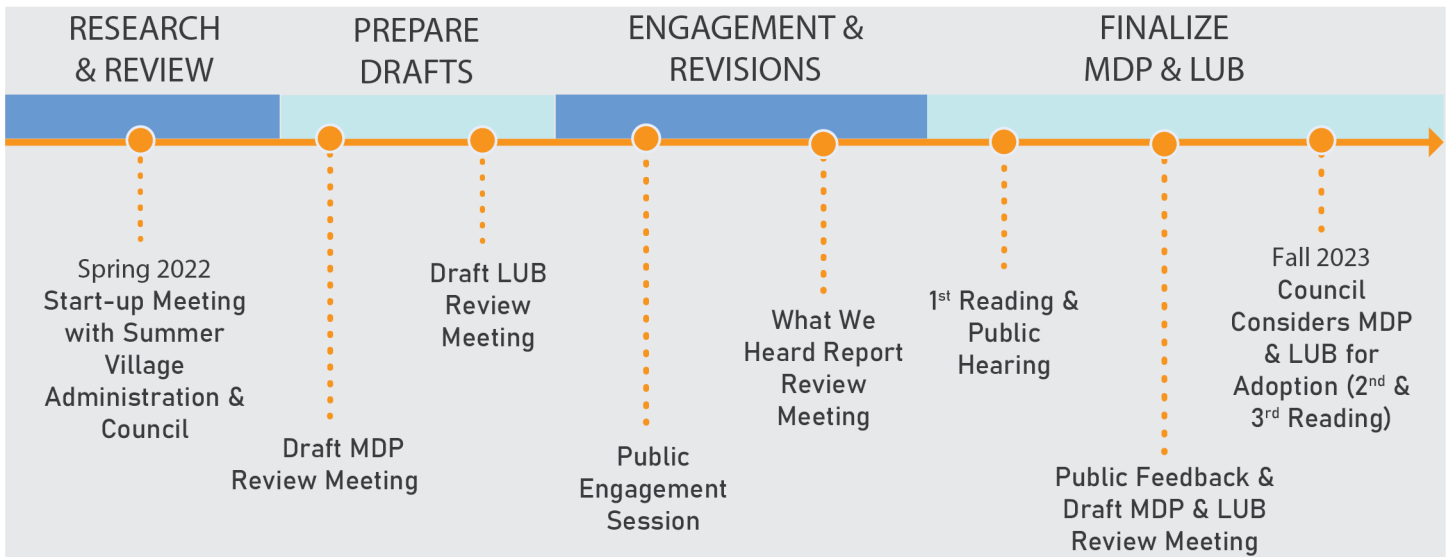 RESEARCH
& REVIEW
PREPARE
DRAFTS
ENGAGEMENT &
REVISIONS
FINALIZE
MDP & LUB
Spring 2022
Start-up Meeting
with Summer
Village
Administration &
Council
Draft MDP
Review Meeting
Draft LUB
Review
Meeting
Public
Engagement
Session
What We
Heard Report
Review
Meeting
1st Reading &
Public
Hearing
Public Feedback &
Draft MDP & LUB
Review Meeting
Fall 2023
Council
Considers MDP
& LUB for
Adoption (2nd &
3rd Reading)